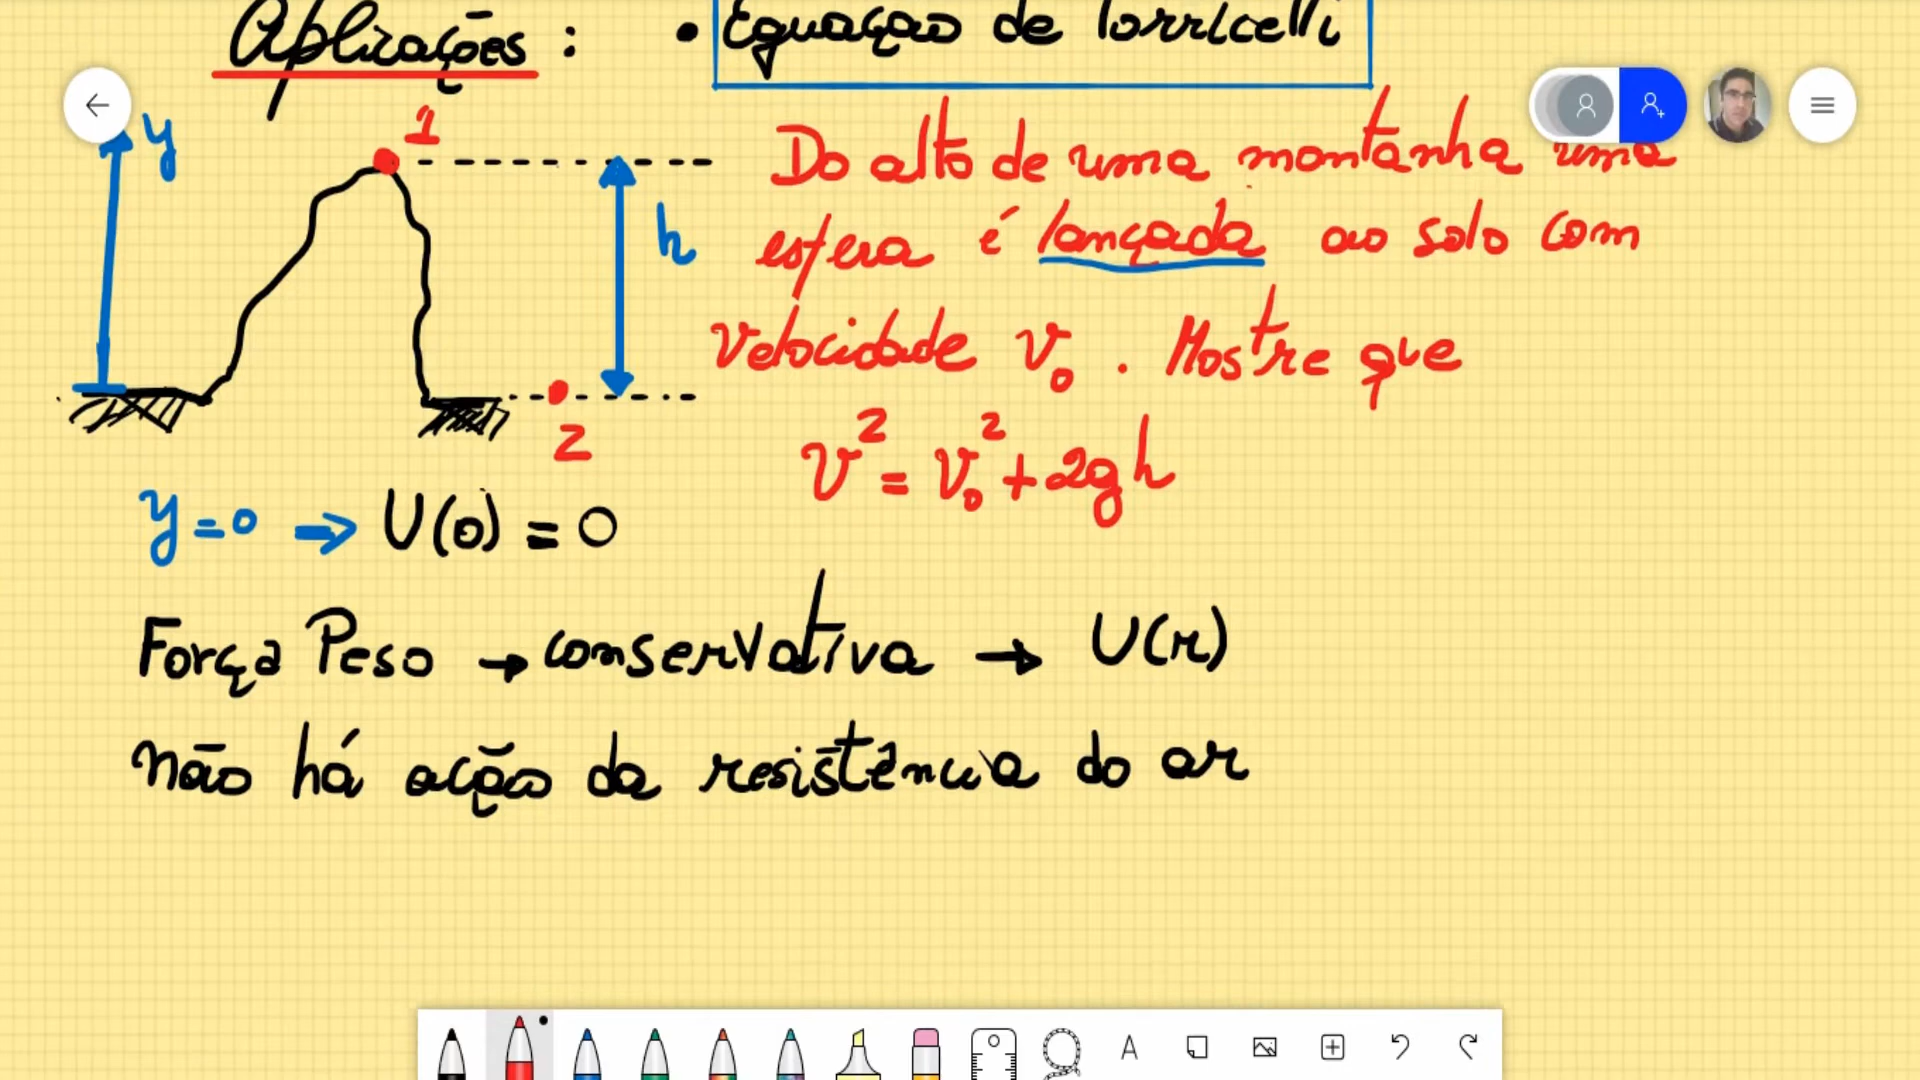 Aplicações : • Equação de Torricelli
y
1
h
2
Do alto de uma montanha uma
esfera é lançada ao solo com
velocidade v₀ . Mostre que
v² = v₀² + 2gh
y=0 ⇒ U(0) = 0
Força Peso → conservativa → U(r)
não há ação da resistência do ar
A